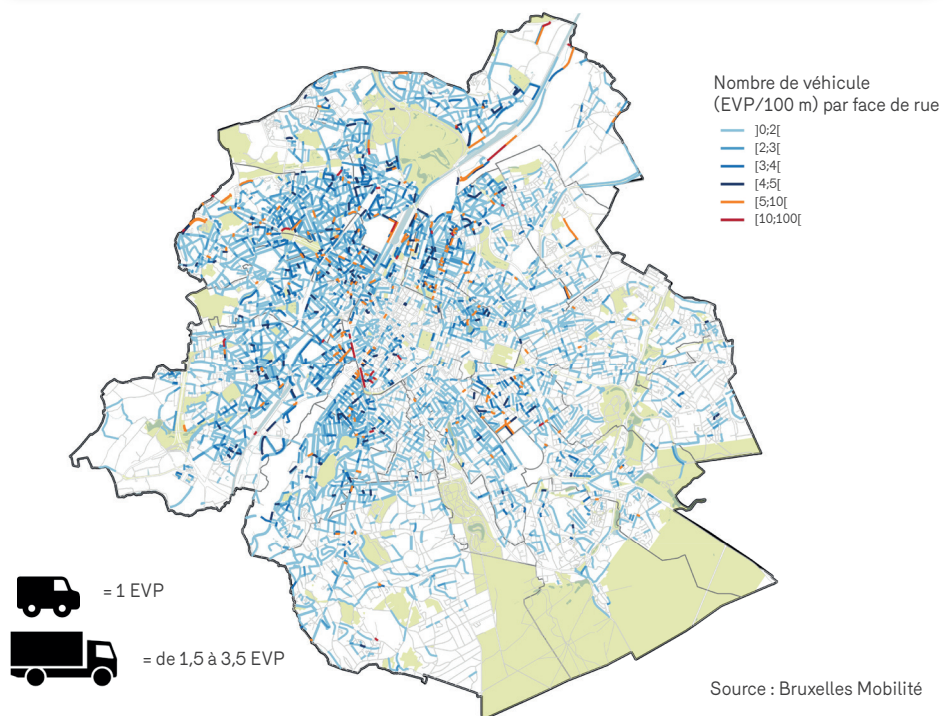 Nombre de véhicule
(EVP/100 m) par face de rue
]0;2[
[2;3[
[3;4[
[4;5[
[5;10[
[10;100[
= 1 EVP
= de 1,5 à 3,5 EVP
Source : Bruxelles Mobilité